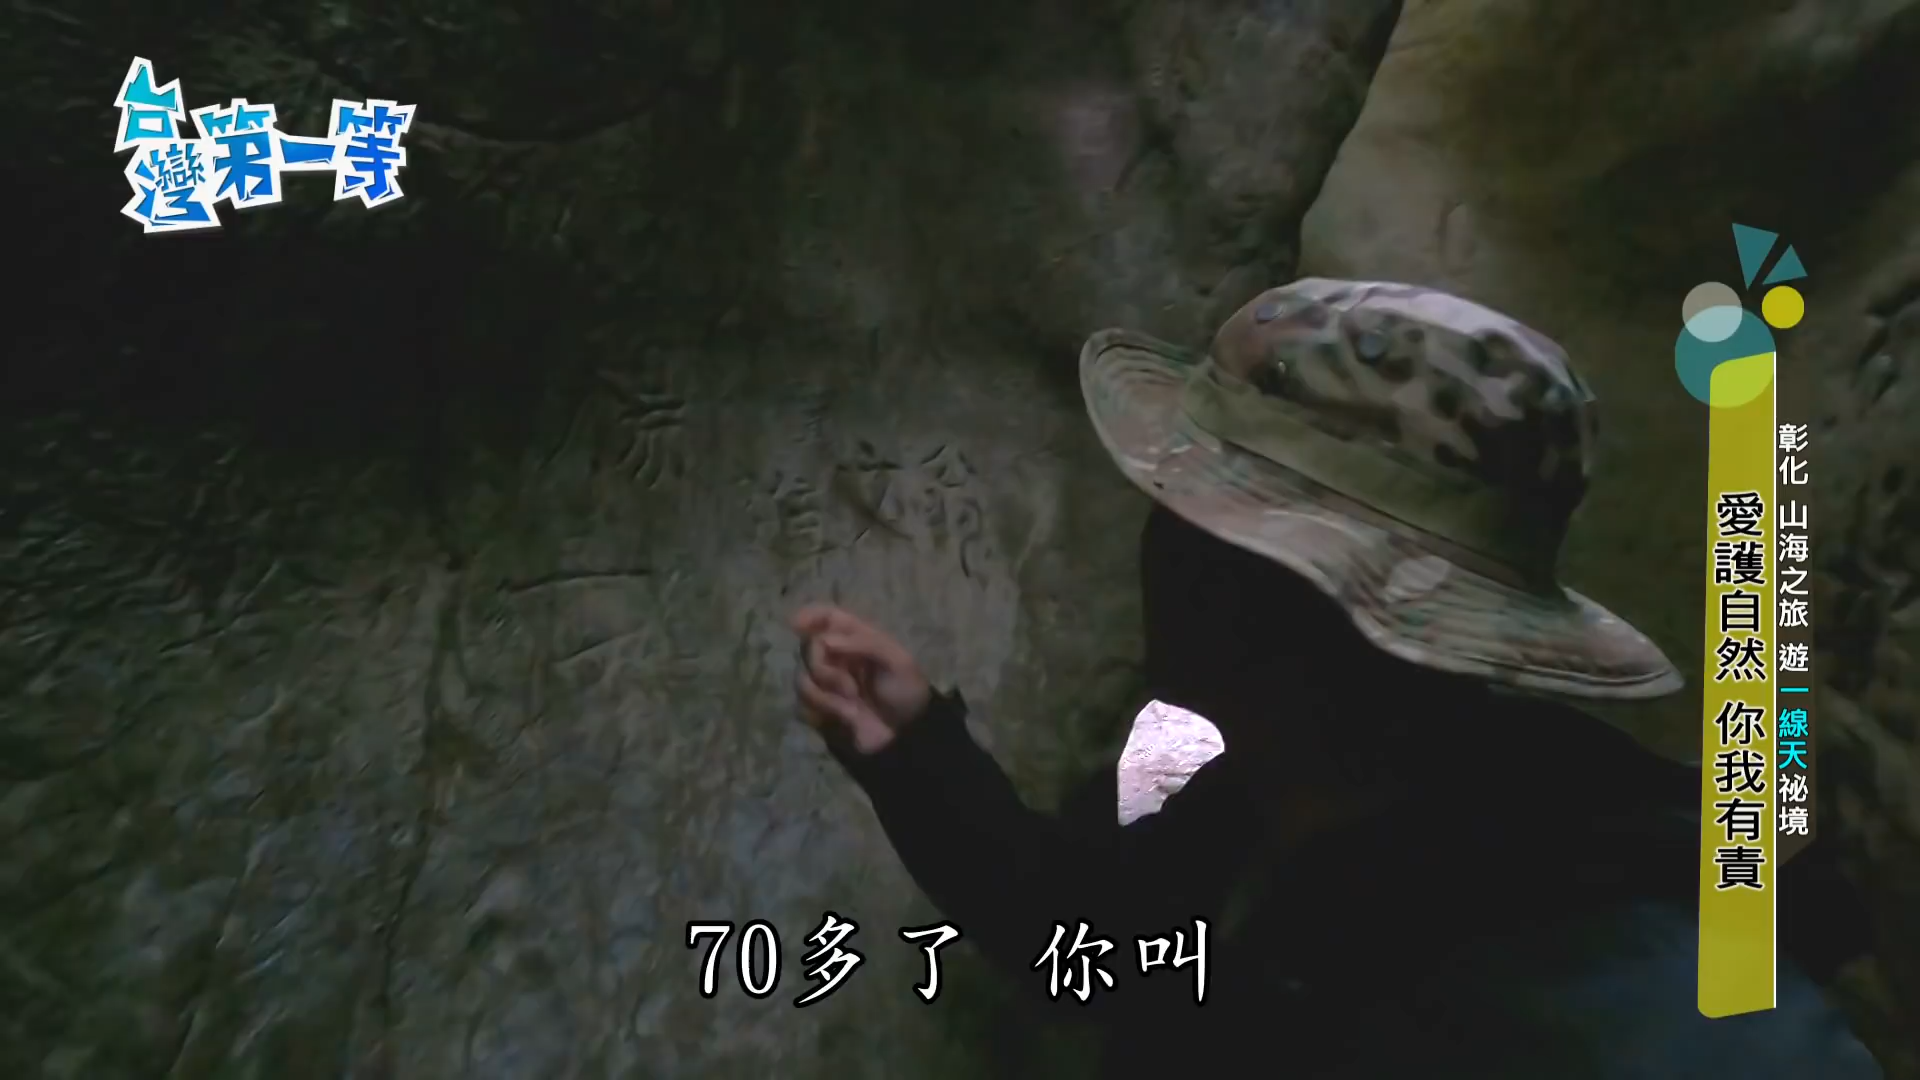 台灣第一等
彰化 山海之旅 遊一線天祕境
愛護自然 你我有責
70多了 你叫